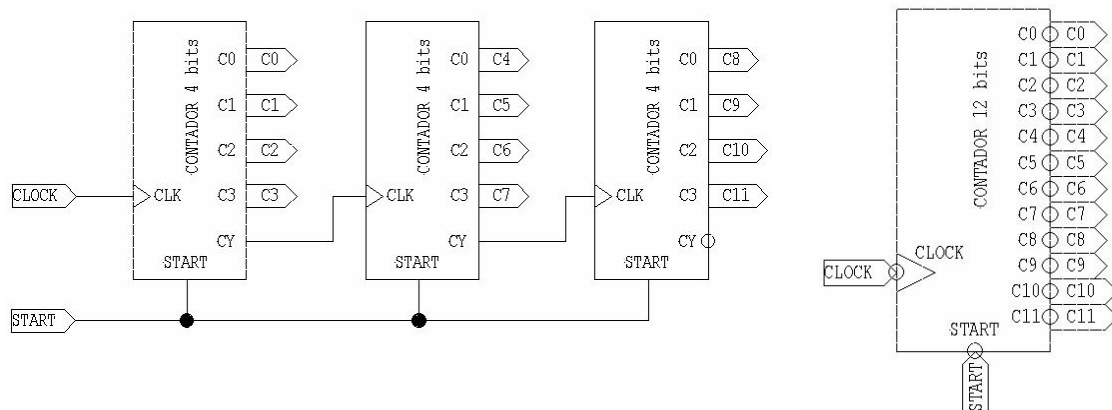 CONTADOR 4 bits
C0 C0
C1 C1
C2 C2
CLOCK CLK C3 C3
CY
START
CONTADOR 4 bits
C0 C4
C1 C5
C2 C6
CLK C3 C7
CY
START
CONTADOR 4 bits
C0 C8
C1 C9
C2 C10
CLK C3 C11
CY
START
START
CONTADOR 12 bits
C0 C0
C1 C1
C2 C2
C3 C3
C4 C4
C5 C5
C6 C6
C7 C7
C8 C8
CLOCK
C9 C9
CLOCK
C10 C10
C11 C11
START
START